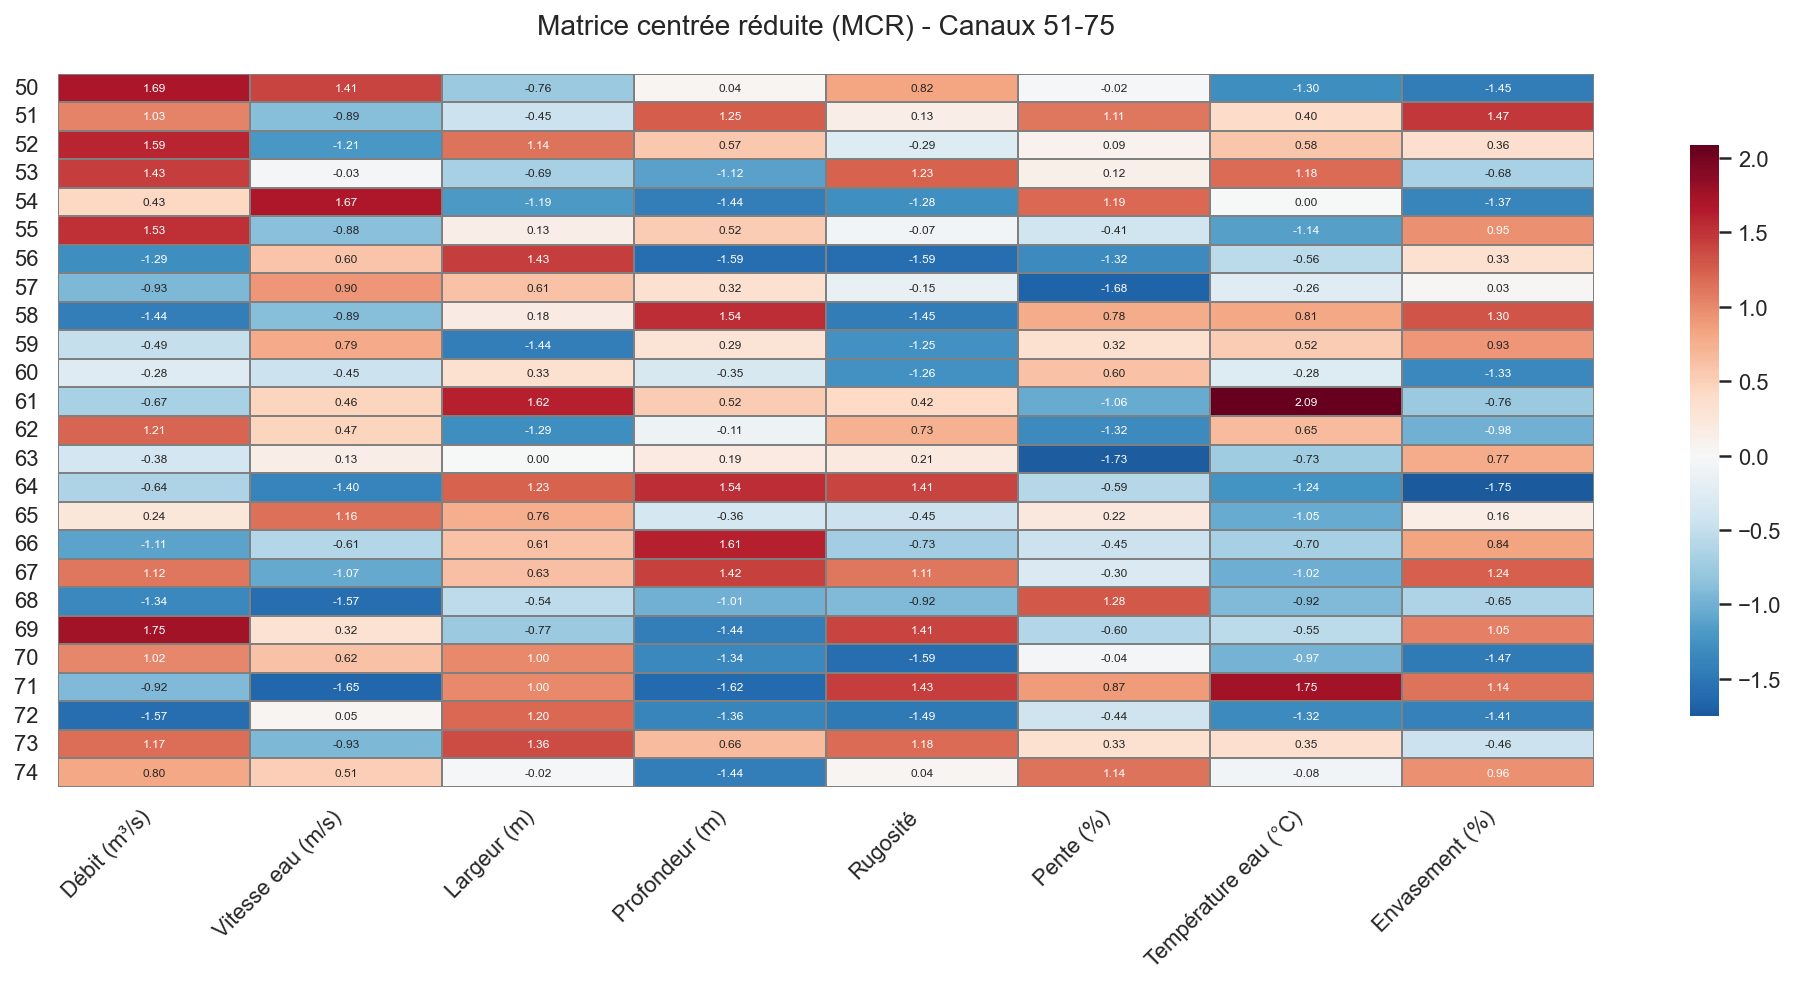 Matrice centrée réduite (MCR) - Canaux 51-75
50 1.69 1.41 -0.76 0.04 0.82 -0.02 -1.30 -1.45
51 1.03 -0.89 -0.45 1.25 0.13 1.11 0.40 1.47
52 1.59 -1.21 1.14 0.57 -0.29 0.09 0.58 0.36
53 1.43 -0.03 -0.69 -1.12 1.23 0.12 1.18 -0.68
54 0.43 1.67 -1.19 -1.44 -1.28 1.19 0.00 -1.37
55 1.53 -0.88 0.13 0.52 -0.07 -0.41 -1.14 0.95
56 -1.29 0.60 1.43 -1.59 -1.59 -1.32 -0.56 0.33
57 -0.93 0.90 0.61 0.32 -0.15 -1.68 -0.26 0.03
58 -1.44 -0.89 0.18 1.54 -1.45 0.78 0.81 1.30
59 -0.49 0.79 -1.44 0.29 -1.25 0.32 0.52 0.93
60 -0.28 -0.45 0.33 -0.35 -1.26 0.60 -0.28 -1.33
61 -0.67 0.46 1.62 0.52 0.42 -1.06 2.09 -0.76
62 1.21 0.47 -1.29 -0.11 0.73 -1.32 0.65 -0.98
63 -0.38 0.13 0.00 0.19 0.21 -1.73 -0.73 0.77
64 -0.64 -1.40 1.23 1.54 1.41 -0.59 -1.24 -1.75
65 0.24 1.16 0.76 -0.36 -0.45 0.22 -1.05 0.16
66 -1.11 -0.61 0.61 1.61 -0.73 -0.45 -0.70 0.84
67 1.12 -1.07 0.63 1.42 1.11 -0.30 -1.02 1.24
68 -1.34 -1.57 -0.54 -1.01 -0.92 1.28 -0.92 -0.65
69 1.75 0.32 -0.77 -1.44 1.41 -0.60 -0.55 1.05
70 1.02 0.62 1.00 -1.34 -1.59 -0.04 -0.97 -1.47
71 -0.92 -1.65 1.00 -1.62 1.43 0.87 1.75 1.14
72 -1.57 0.05 1.20 -1.36 -1.49 -0.44 -1.32 -1.41
73 1.17 -0.93 1.36 0.66 1.18 0.33 0.35 -0.46
74 0.80 0.51 -0.02 -1.44 0.04 1.14 -0.08 0.96
Débit (m³/s)
Vitesse eau (m/s)
Largeur (m)
Profondeur (m)
Rugosité
Pente (%)
Température eau (°C)
Envasement (%)
2.0
1.5
1.0
0.5
0.0
−0.5
−1.0
−1.5